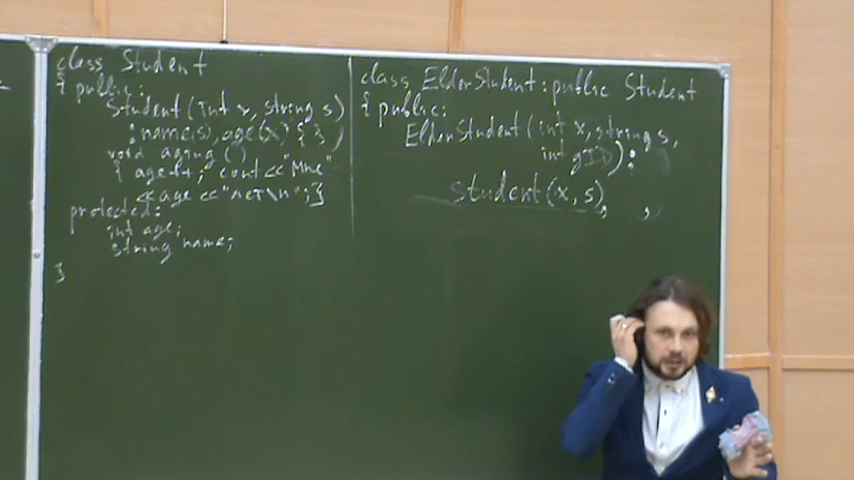 class Student
{ public:
Student(int x, string s)
: name(s), age(x) { };
void aging()
{ age++; cout << "Мне"
<< age << "лет\n";}
protected:
int age;
string name;
}
class ElderStudent: public Student
{ public:
ElderStudent(int x, string s,
int gID):
Student(x, s), ,